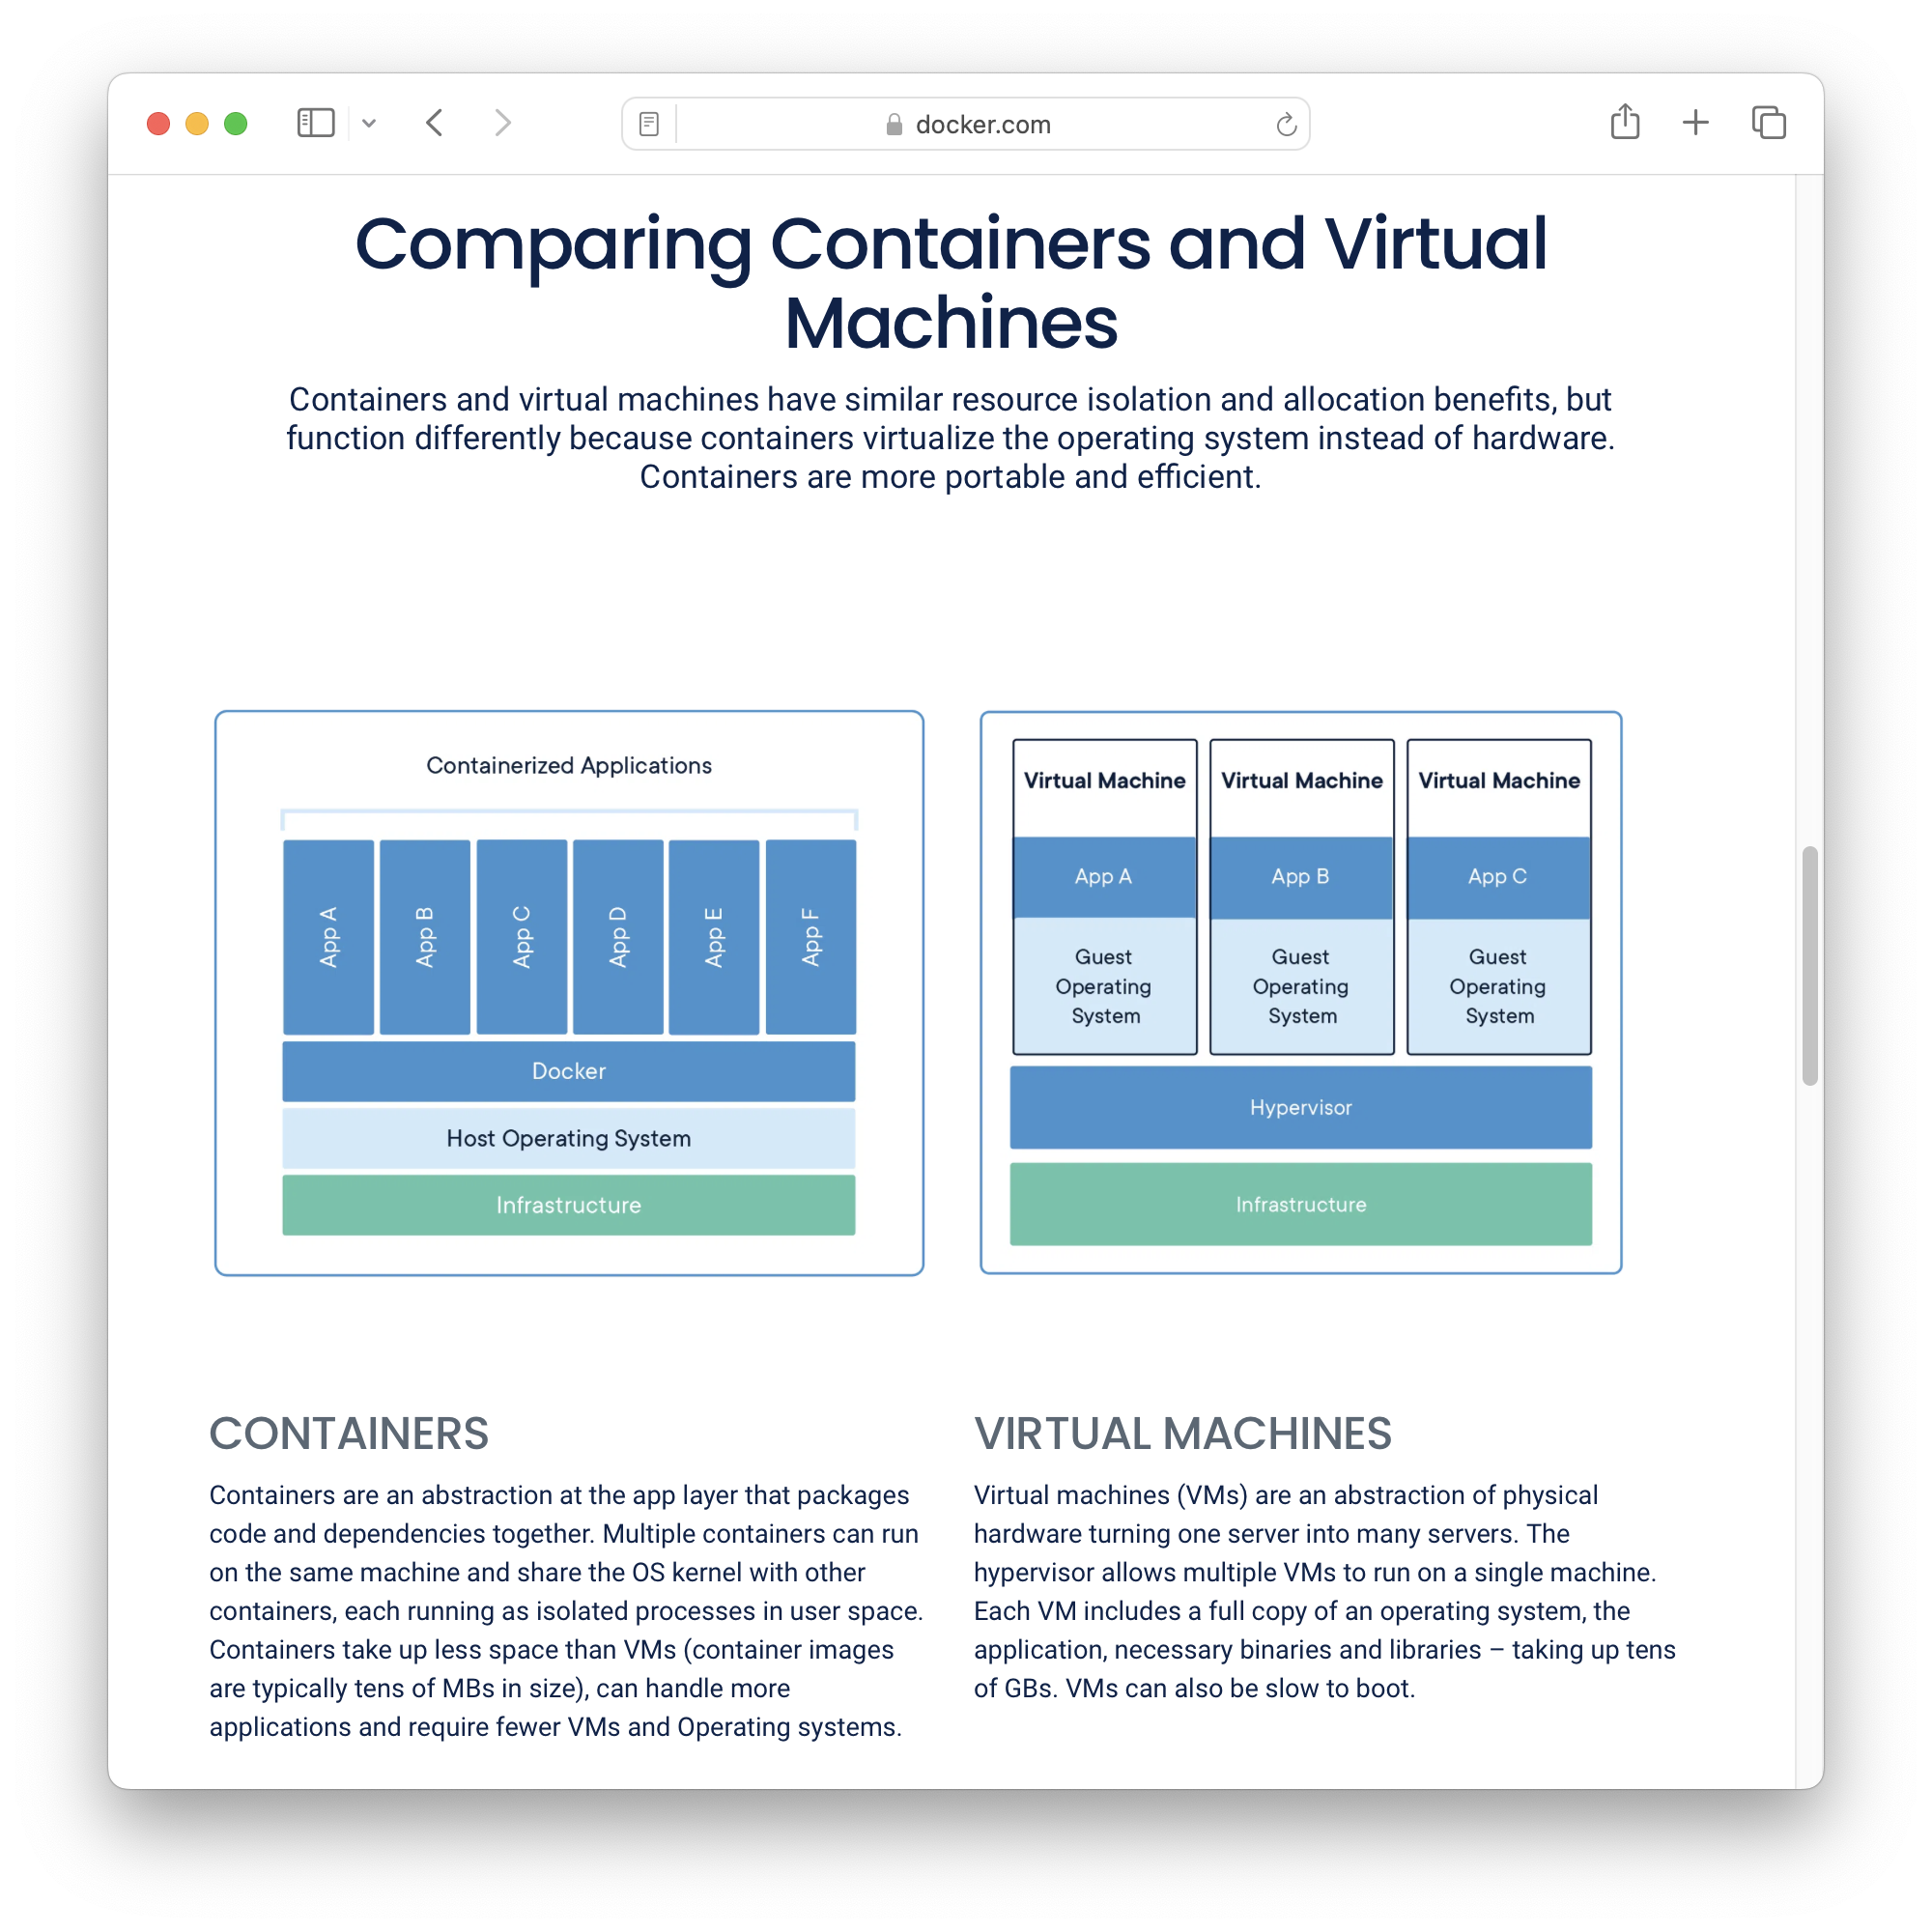 docker.com
Comparing Containers and Virtual
Machines
Containers and virtual machines have similar resource isolation and allocation benefits, but
function differently because containers virtualize the operating system instead of hardware.
Containers are more portable and efficient.
Containerized Applications
App A
App B
App C
App D
App E
App F
Docker
Host Operating System
Infrastructure
Virtual Machine
App A
Guest
Operating
System
Virtual Machine
App B
Guest
Operating
System
Virtual Machine
App C
Guest
Operating
System
Hypervisor
Infrastructure
CONTAINERS
Containers are an abstraction at the app layer that packages
code and dependencies together. Multiple containers can run
on the same machine and share the OS kernel with other
containers, each running as isolated processes in user space.
Containers take up less space than VMs (container images
are typically tens of MBs in size), can handle more
applications and require fewer VMs and Operating systems.
VIRTUAL MACHINES
Virtual machines (VMs) are an abstraction of physical
hardware turning one server into many servers. The
hypervisor allows multiple VMs to run on a single machine.
Each VM includes a full copy of an operating system, the
application, necessary binaries and libraries – taking up tens
of GBs. VMs can also be slow to boot.